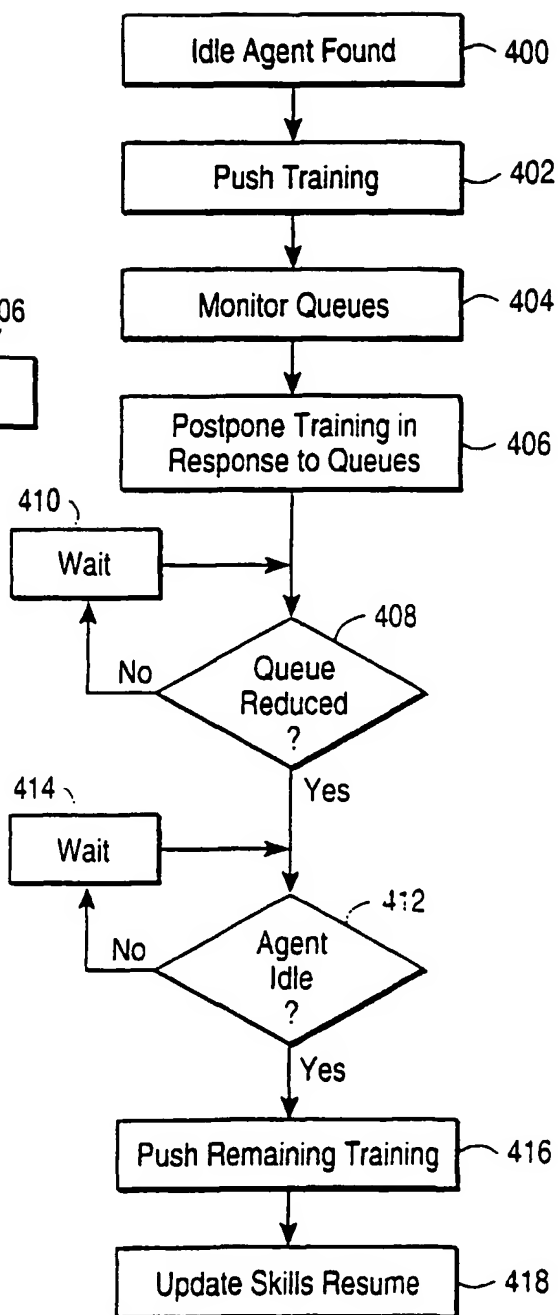 Idle Agent Found
400
Push Training
402
Monitor Queues
404
06
Postpone Training in
Response to Queues
406
410
Wait
408
No
Queue
Reduced
?
Yes
414
Wait
412
No
Agent
Idle
?
Yes
Push Remaining Training
416
Update Skills Resume
418